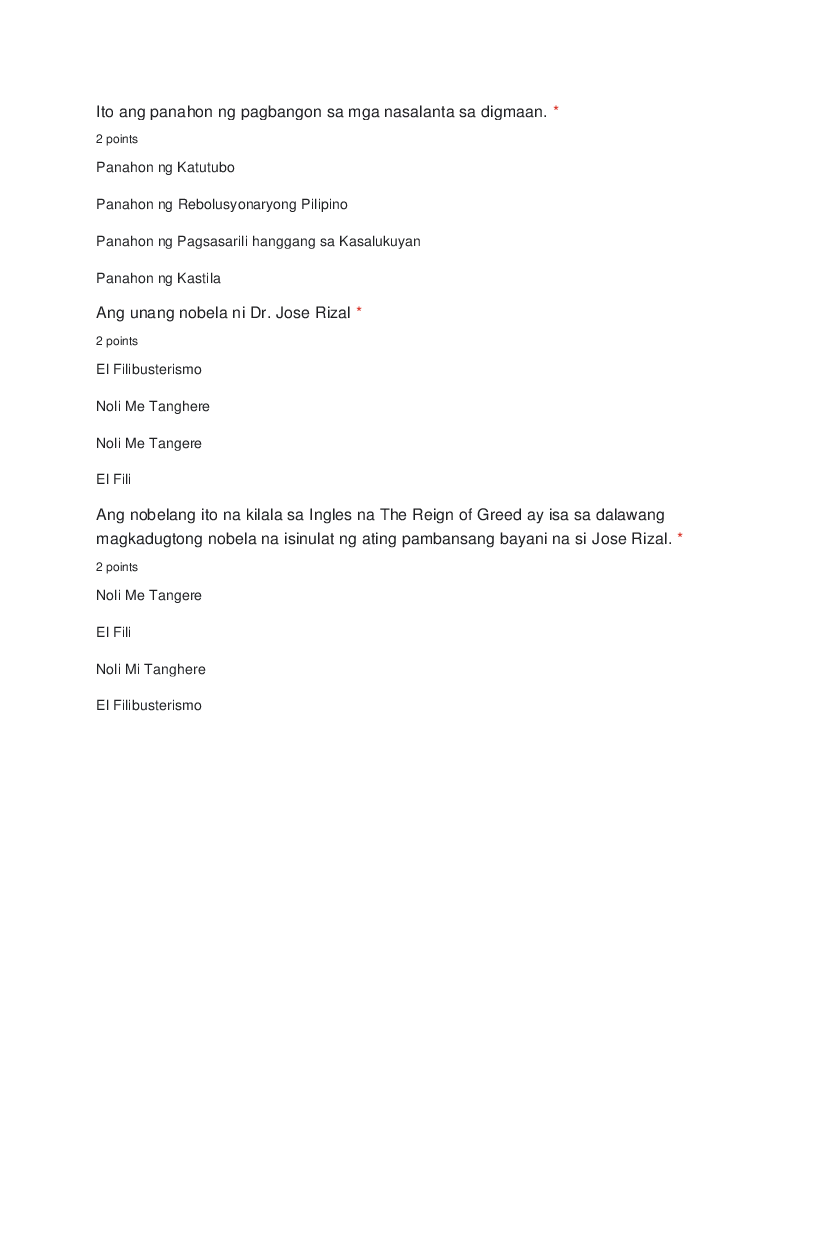 Ito ang panahon ng pagbangon sa mga nasalanta sa digmaan. *
2 points
Panahon ng Katutubo
Panahon ng Rebolusyonaryong Pilipino
Panahon ng Pagsasarili hanggang sa Kasalukuyan
Panahon ng Kastila
Ang unang nobela ni Dr. Jose Rizal *
2 points
El Filibusterismo
Noli Me Tanghere
Noli Me Tangere
El Fili
Ang nobelang ito na kilala sa Ingles na The Reign of Greed ay isa sa dalawang
magkadugtong nobela na isinulat ng ating pambansang bayani na si Jose Rizal. *
2 points
Noli Me Tangere
El Fili
Noli Mi Tanghere
El Filibusterismo